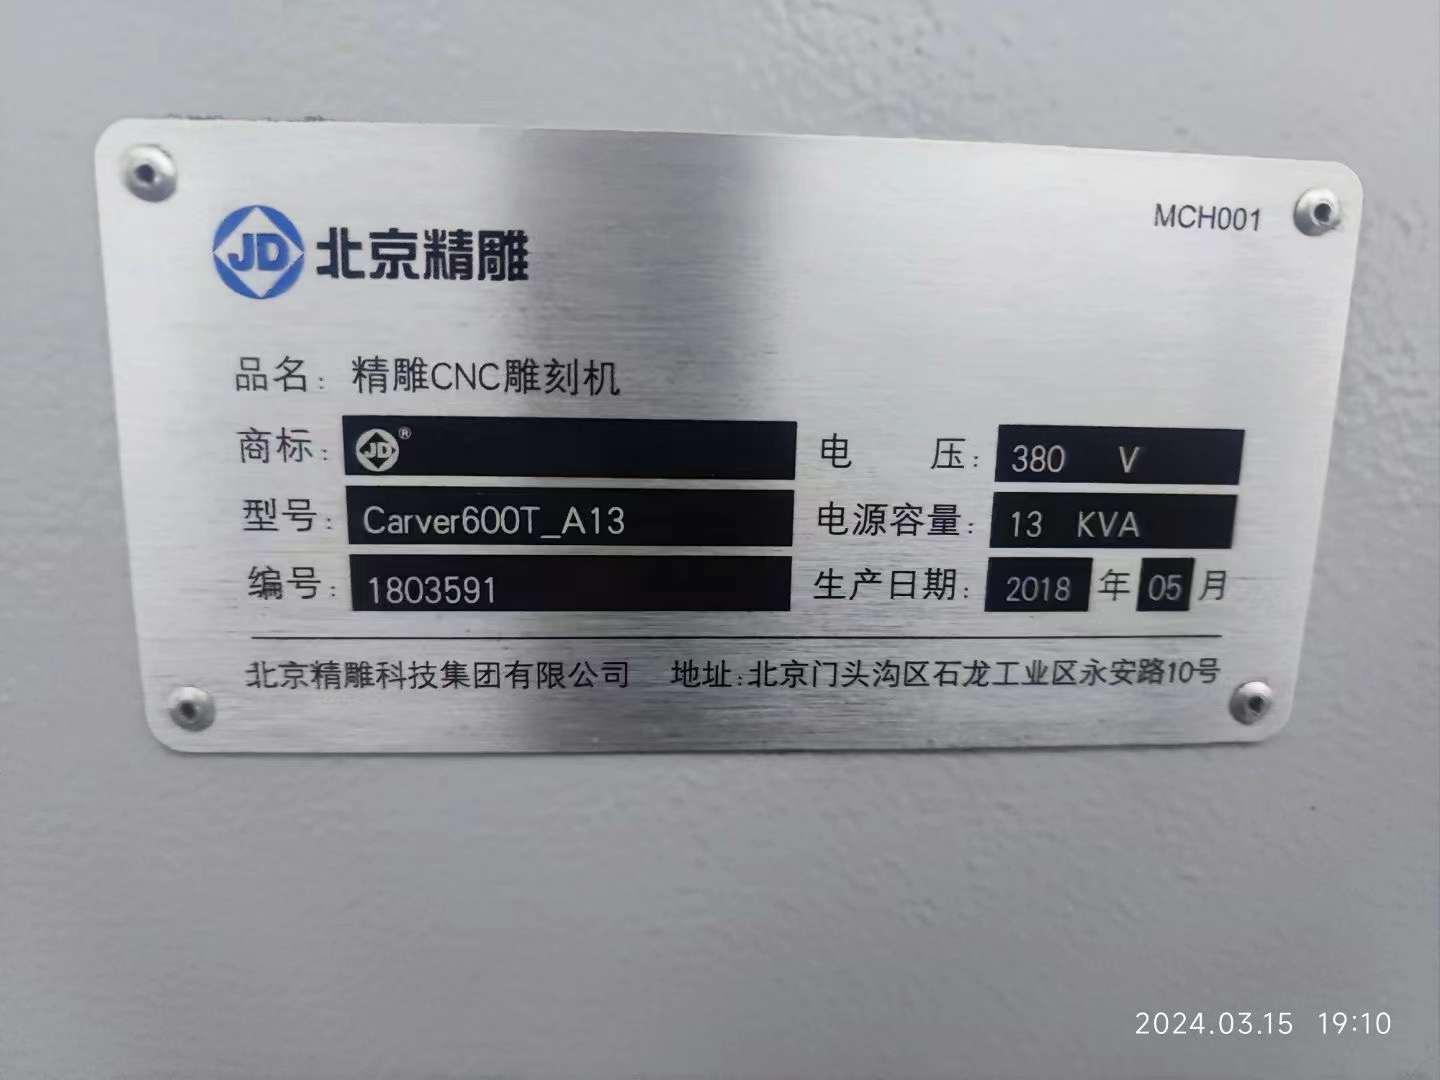 MCH001
JD 北京精雕
品名: 精雕CNC雕刻机
商标: JD® 电 压: 380 V
型号: Carver600T_A13 电源容量: 13 KVA
编号: 1803591 生产日期: 2018 年 05 月
北京精雕科技集团有限公司 地址:北京门头沟区石龙工业区永安路10号
2024.03.15 19:10